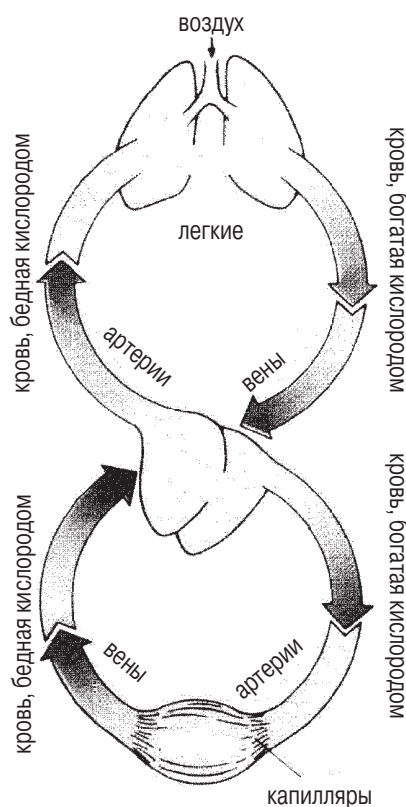 воздух
кровь, бедная кислородом
кровь, богатая кислородом
легкие
артерии
вены
кровь, бедная кислородом
кровь, богатая кислородом
вены
артерии
капилляры